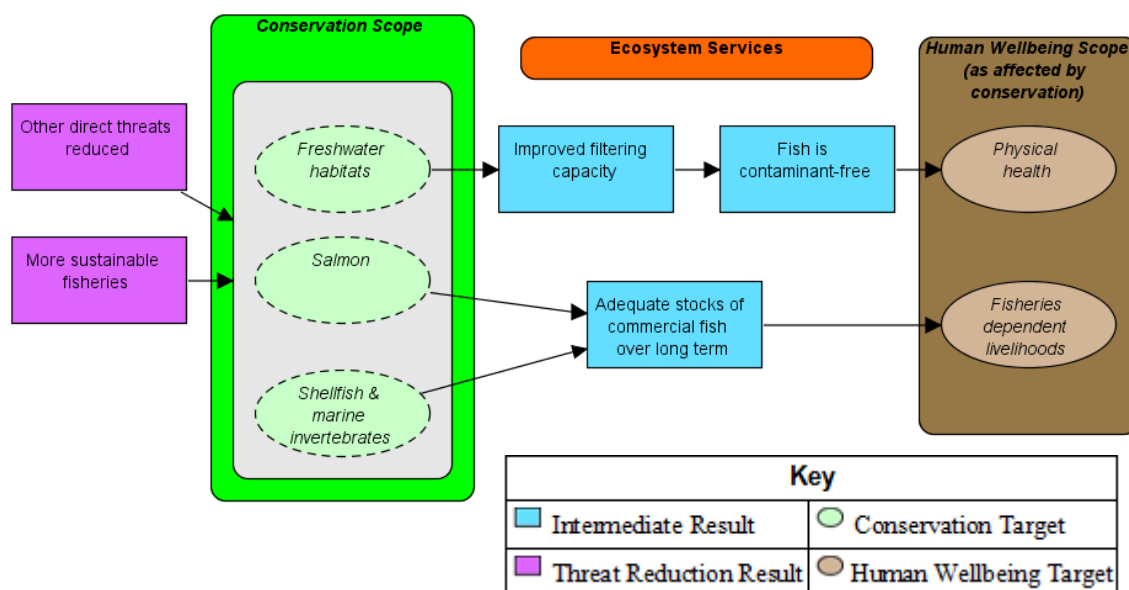 Conservation Scope
Ecosystem Services
Human Wellbeing Scope
(as affected by
conservation)
Other direct threats
reduced
Freshwater
habitats
Improved filtering
capacity
Fish is
contaminant-free
Physical
health
More sustainable
fisheries
Salmon
Adequate stocks of
commercial fish
over long term
Fisheries
dependent
livelihoods
Shellfish &
marine
invertebrates
Key
Intermediate Result
Conservation Target
Threat Reduction Result
Human Wellbeing Target